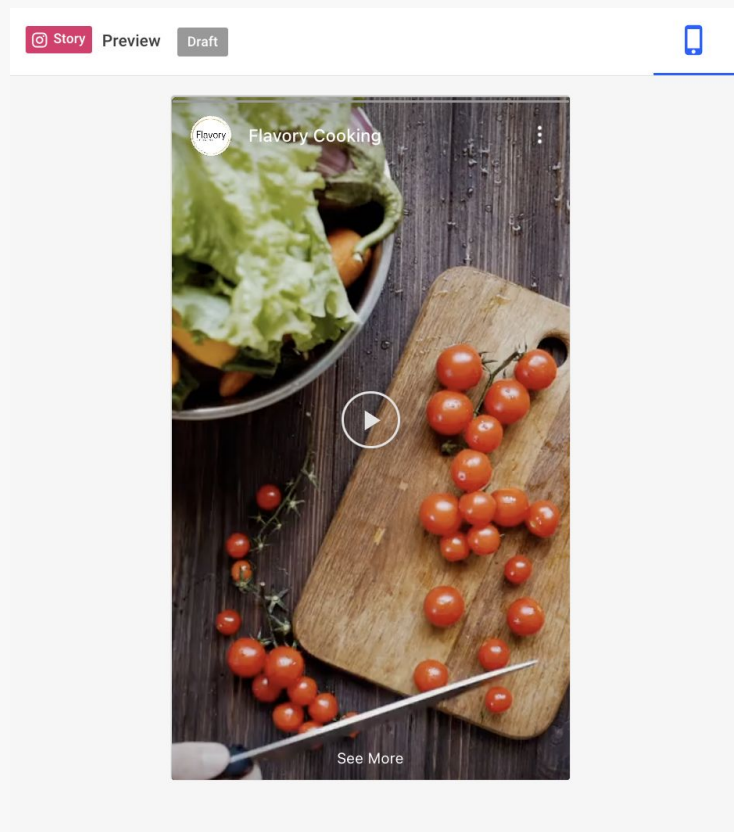 Story
Preview
Draft
Flavory
Flavory Cooking
See More